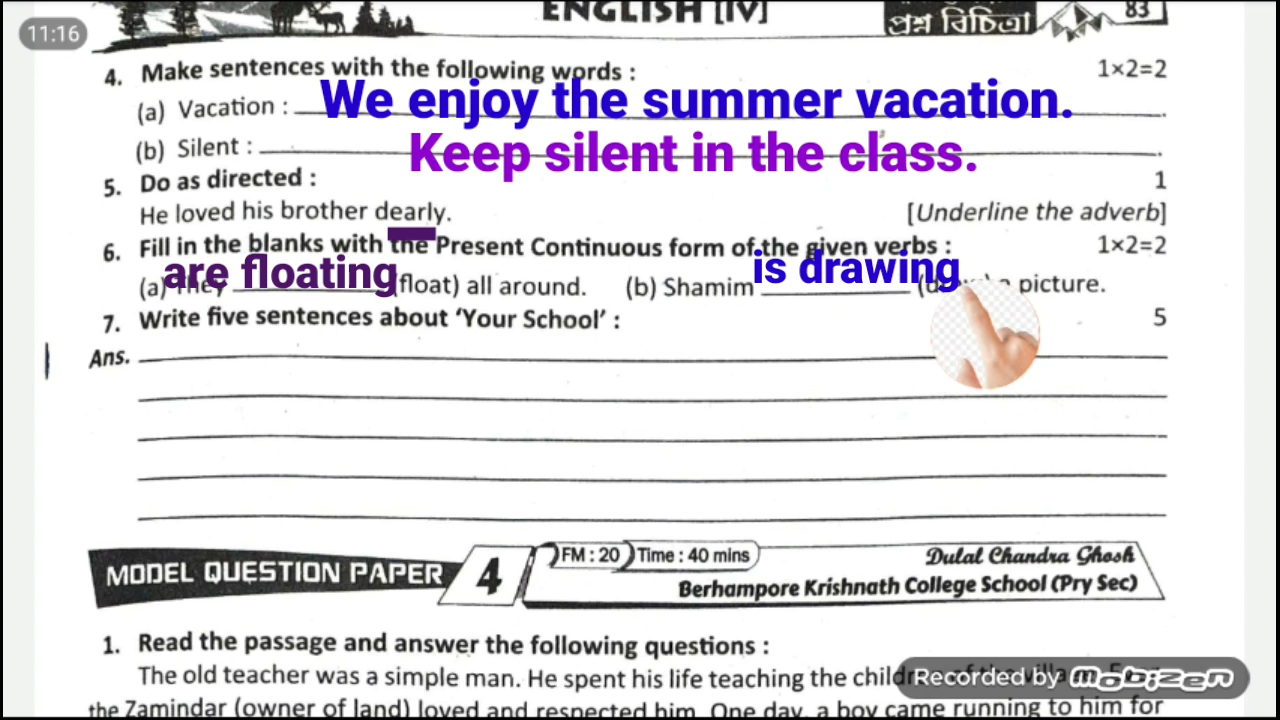 11:16
ENGLISH [IV]
প্রশ্ন বিচিত্রা
83
4. Make sentences with the following words : 1×2=2
(a) Vacation : We enjoy the summer vacation.
(b) Silent : Keep silent in the class.
5. Do as directed : 1
He loved his brother dearly. [Underline the adverb]
6. Fill in the blanks with the Present Continuous form of the given verbs : 1×2=2
(a) They are floating (float) all around. (b) Shamim is drawing picture.
7. Write five sentences about ‘Your School’ : 5
Ans.
MODEL QUESTION PAPER 4
FM : 20 Time : 40 mins
Dulal Chandra Ghosh
Berhampore Krishnath College School (Pry Sec)
1. Read the passage and answer the following questions :
The old teacher was a simple man. He spent his life teaching the children of the
Recorded by mobizen
the Zamindar (owner of land) loved and respected him. One day, a boy came running to him for